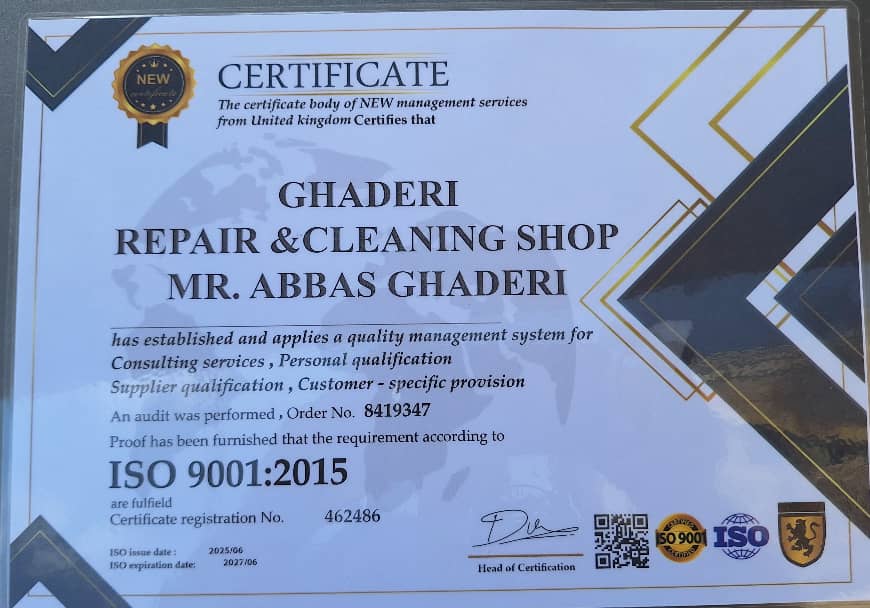 NEW
certificate
CERTIFICATE
The certificate body of NEW management services
from United kingdom Certifies that
GHADERI
REPAIR &CLEANING SHOP
MR. ABBAS GHADERI
has established and applies a quality management system for
Consulting services , Personal qualification
Supplier qualification , Customer - specific provision
An audit was performed , Order No. 8419347
Proof has been furnished that the requirement according to
ISO 9001:2015
are fulfield
Certificate registration No. 462486
ISO issue date : 2025/06
ISO expiration date: 2027/06
Head of Certification
CERTIFIED
ISO 9001
ISO